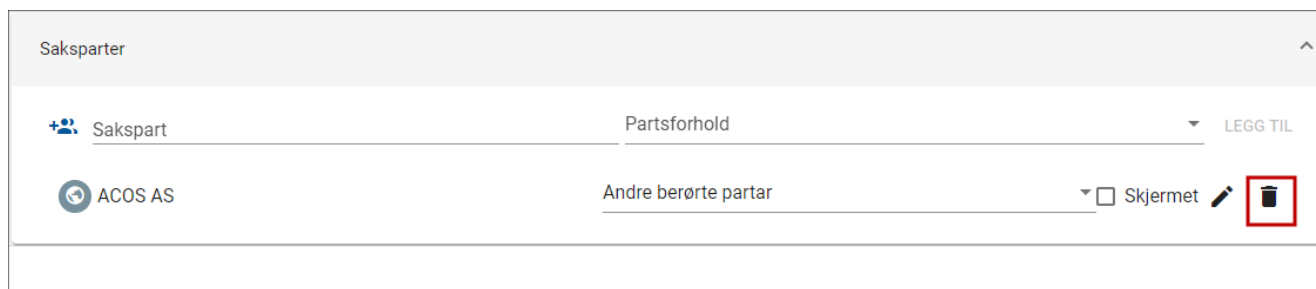 Saksparter
Sakspart Partsforhold LEGG TIL
ACOS AS Andre berørte partar Skjermet